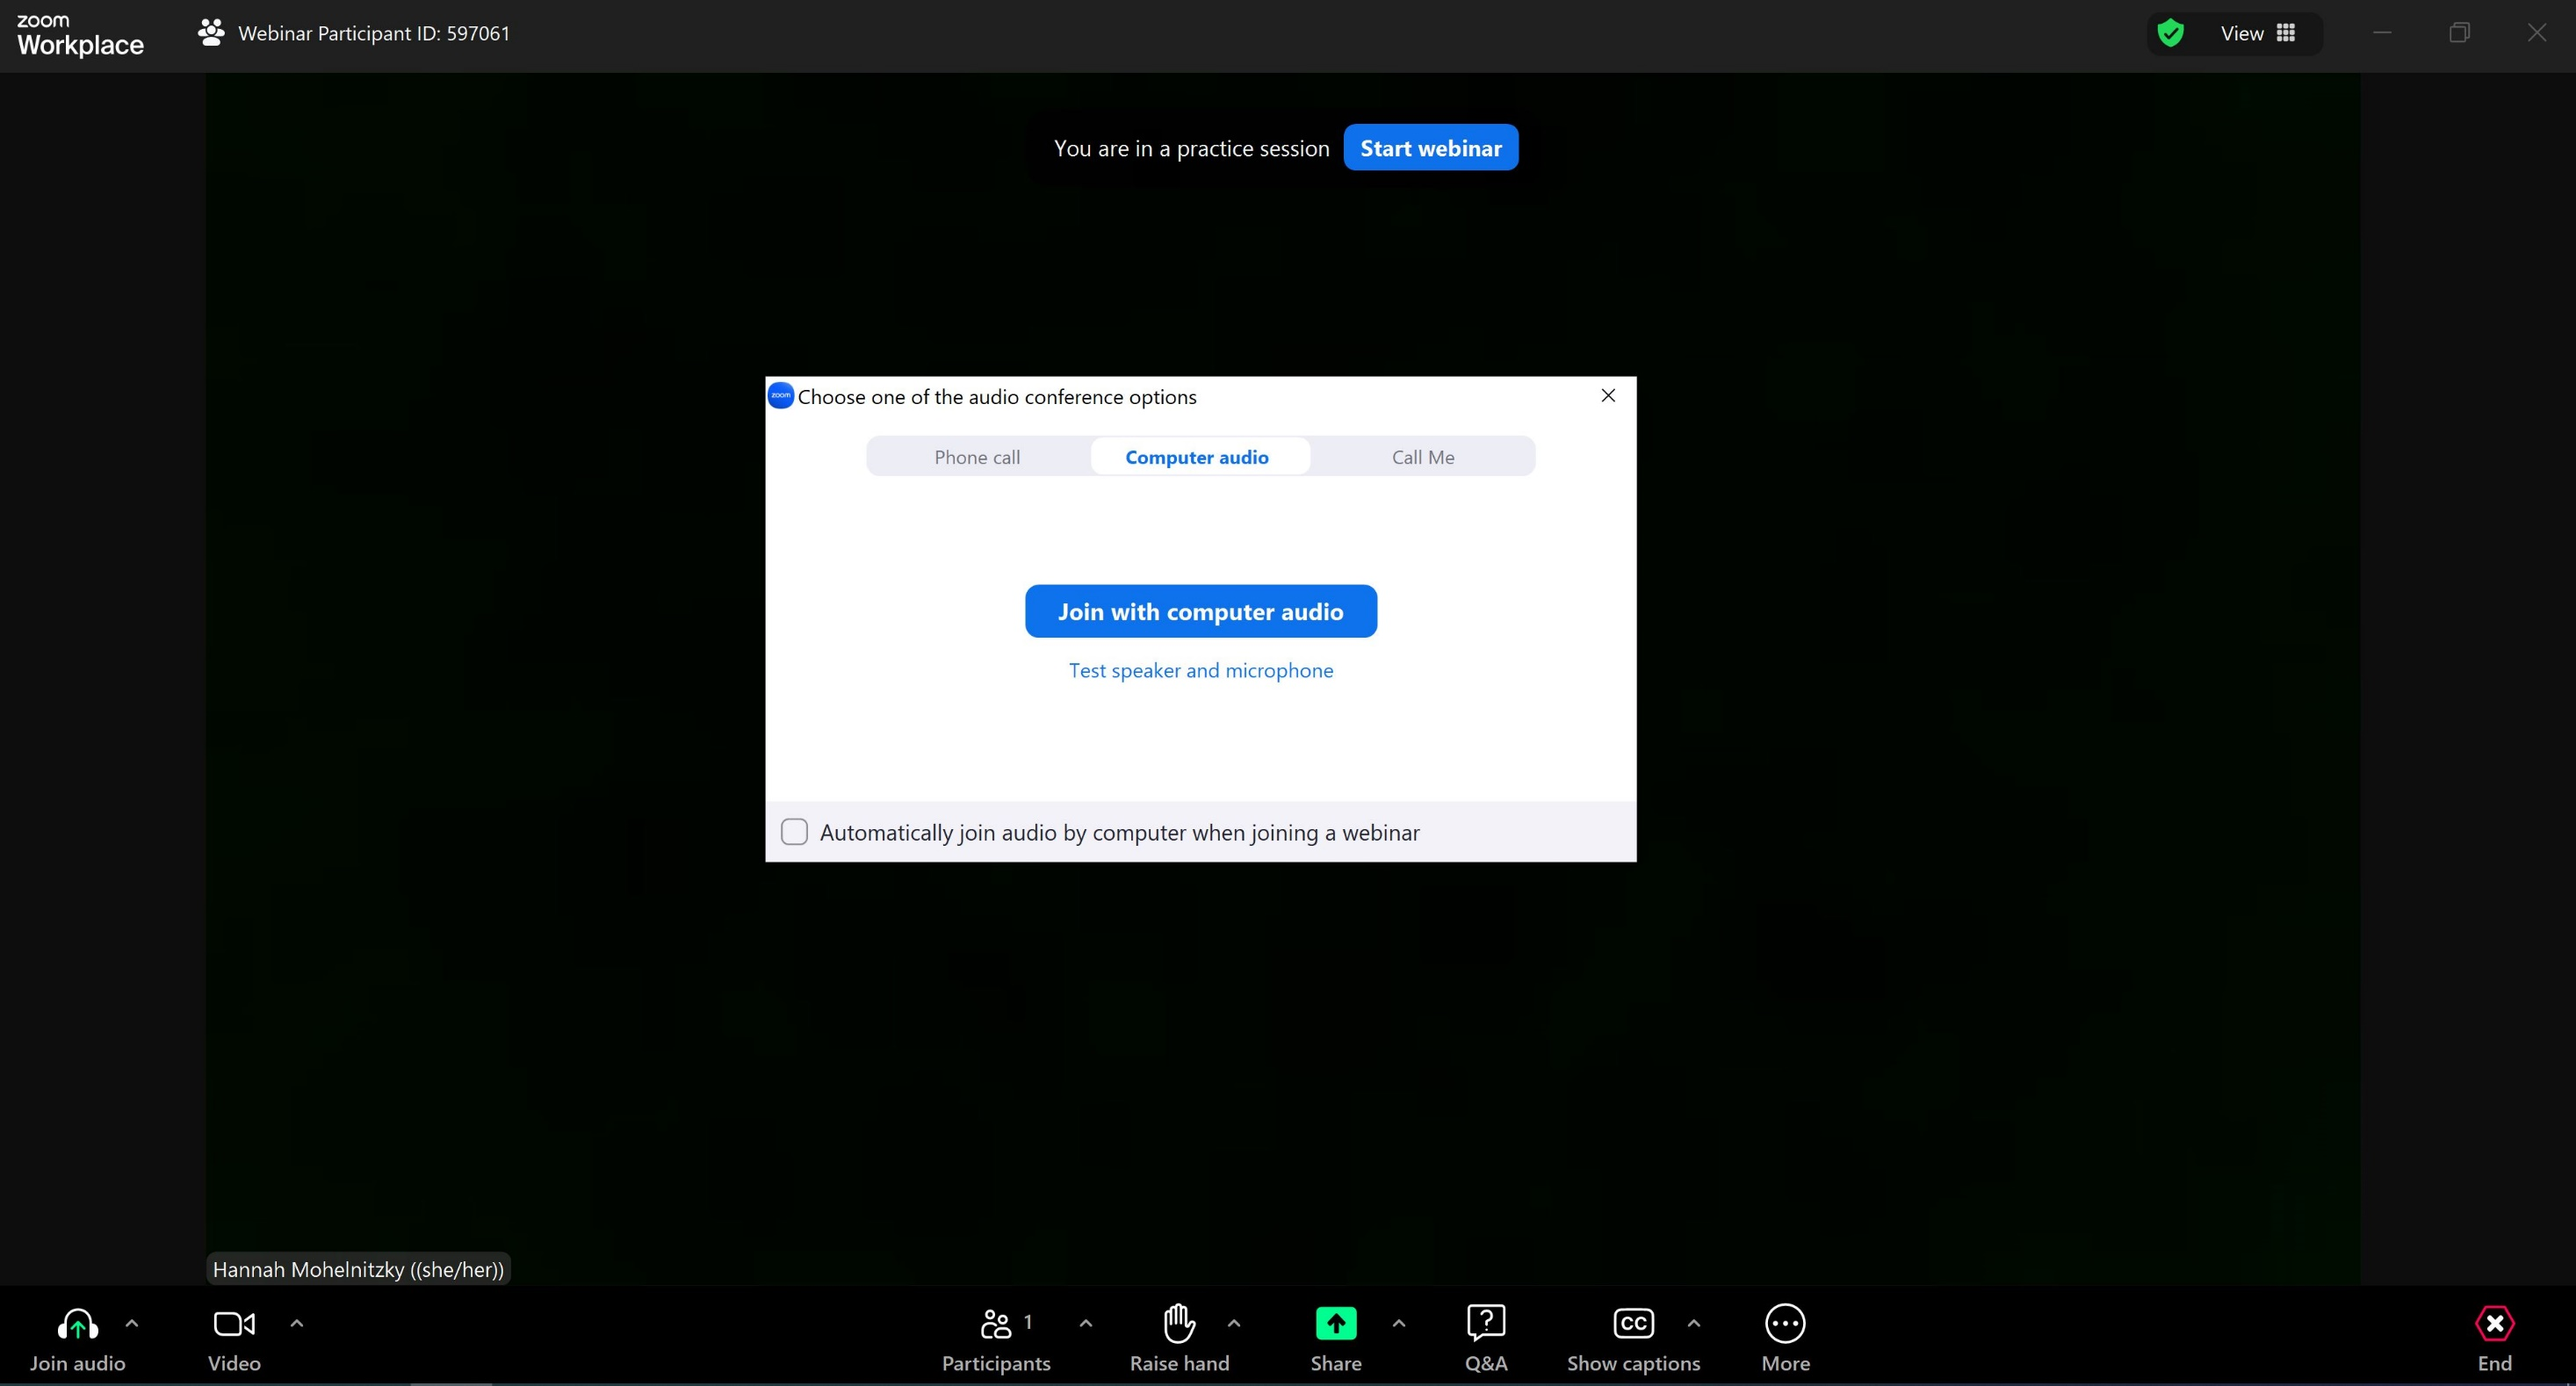 zoom
Workplace
Webinar Participant ID: 597061
View
You are in a practice session
Start webinar
zoom
Choose one of the audio conference options
Phone call
Computer audio
Call Me
Join with computer audio
Test speaker and microphone
Automatically join audio by computer when joining a webinar
Hannah Mohelnitzky ((she/her))
1
CC
Join audio
Video
Participants
Raise hand
Share
Q&A
Show captions
More
End